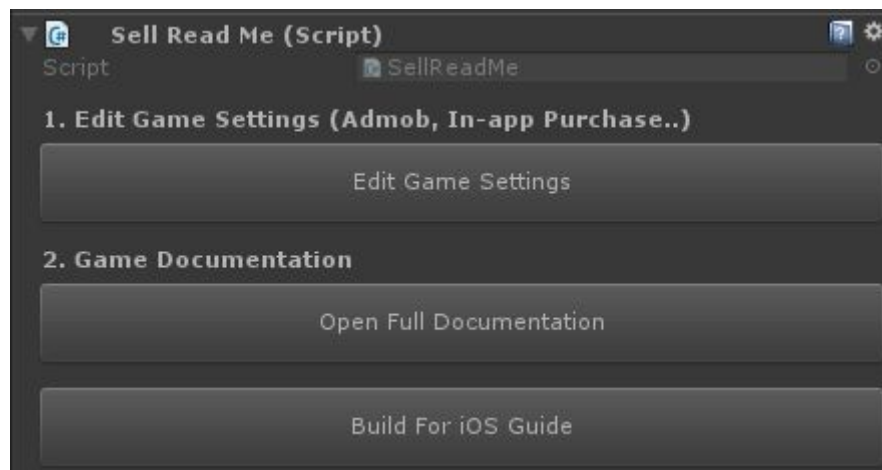 Sell Read Me (Script)
Script SellReadMe
1. Edit Game Settings (Admob, In-app Purchase..)
Edit Game Settings
2. Game Documentation
Open Full Documentation
Build For iOS Guide